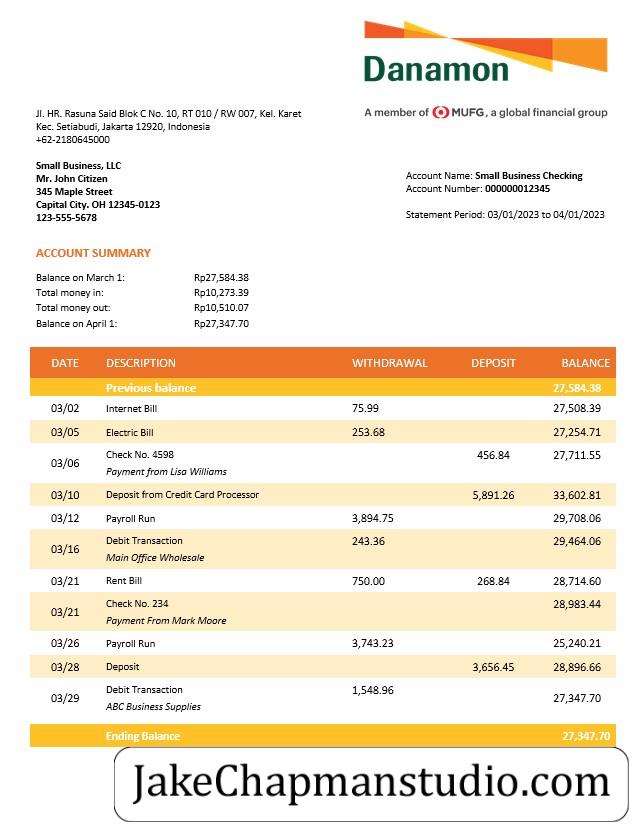 Danamon
A member of MUFG, a global financial group
Jl. HR. Rasuna Said Blok C No. 10, RT 010 / RW 007, Kel. Karet
Kec. Setiabudi, Jakarta 12920, Indonesia
+62-2180645000
Small Business, LLC
Mr. John Citizen
345 Maple Street
Capital City. OH 12345-0123
123-555-5678
Account Name: Small Business Checking
Account Number: 000000012345
Statement Period: 03/01/2023 to 04/01/2023
ACCOUNT SUMMARY
Balance on March 1: Rp27,584.38
Total money in: Rp10,273.39
Total money out: Rp10,510.07
Balance on April 1: Rp27,347.70
DATE DESCRIPTION WITHDRAWAL DEPOSIT BALANCE
Previous balance 27,584.38
03/02 Internet Bill 75.99 27,508.39
03/05 Electric Bill 253.68 27,254.71
03/06 Check No. 4598 456.84 27,711.55
Payment from Lisa Williams
03/10 Deposit from Credit Card Processor 5,891.26 33,602.81
03/12 Payroll Run 3,894.75 29,708.06
03/16 Debit Transaction 243.36 29,464.06
Main Office Wholesale
03/21 Rent Bill 750.00 268.84 28,714.60
03/21 Check No. 234 28,983.44
Payment From Mark Moore
03/26 Payroll Run 3,743.23 25,240.21
03/28 Deposit 3,656.45 28,896.66
03/29 Debit Transaction 1,548.96 27,347.70
ABC Business Supplies
Ending Balance 27,347.70
JakeChapmanstudio.com